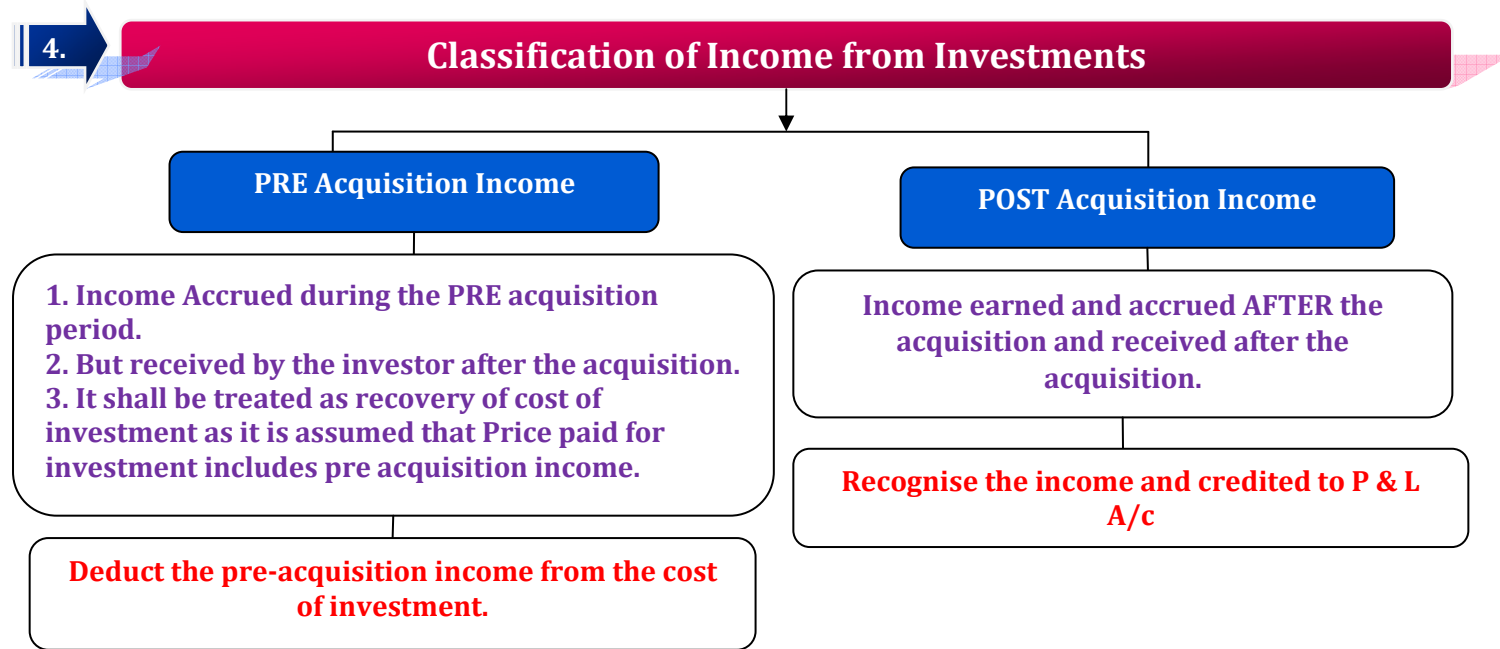 4.
Classification of Income from Investments
PRE Acquisition Income
1. Income Accrued during the PRE acquisition
period.
2. But received by the investor after the acquisition.
3. It shall be treated as recovery of cost of
investment as it is assumed that Price paid for
investment includes pre acquisition income.
Deduct the pre-acquisition income from the cost
of investment.
POST Acquisition Income
Income earned and accrued AFTER the
acquisition and received after the
acquisition.
Recognise the income and credited to P & L
A/c